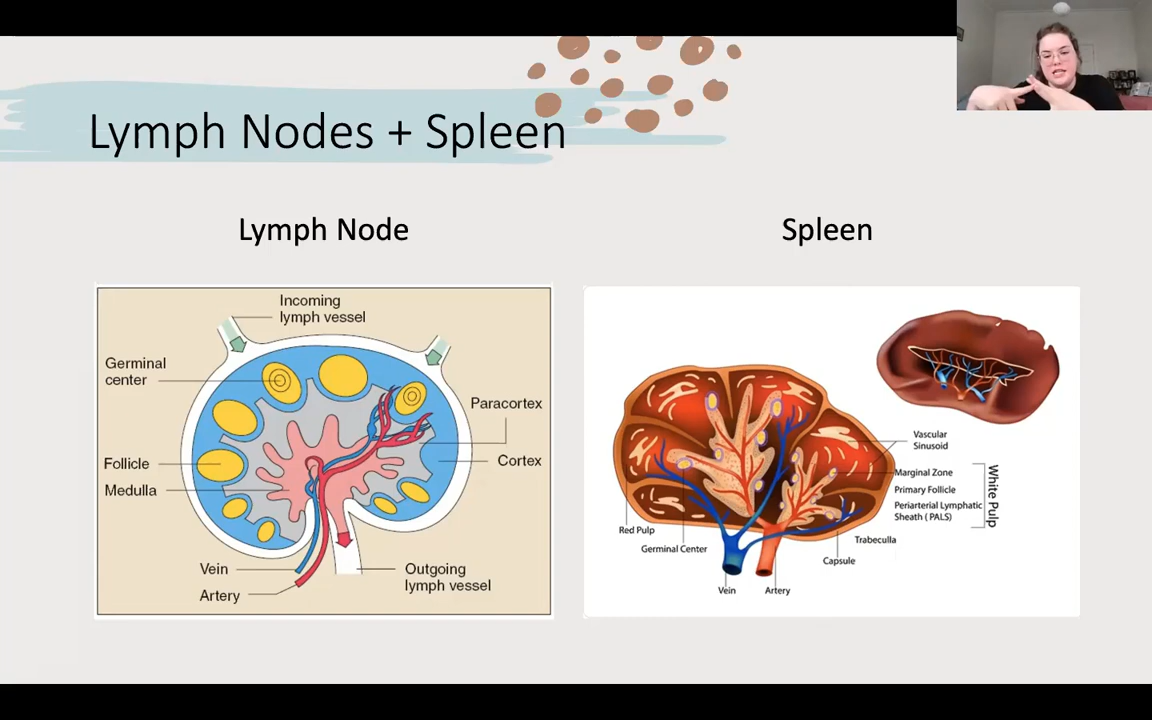 Lymph Nodes + Spleen
Lymph Node
Spleen
Incoming
lymph vessel
Germinal
center
Paracortex
Cortex
Follicle
Medulla
Vein
Artery
Outgoing
lymph vessel
Vascular
Sinusoid
Marginal Zone
Primary Follicle
Periarterial Lymphatic
Sheath ( PALS)
White Pulp
Red Pulp
Germinal Center
Trabeculla
Capsule
Vein
Artery